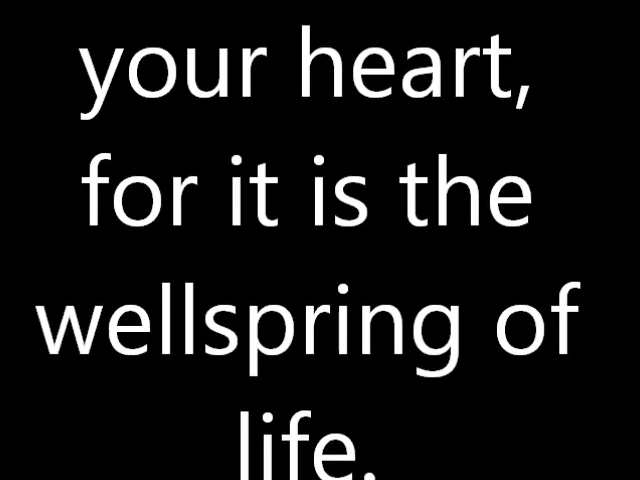 your heart,
for it is the
wellspring of
life.